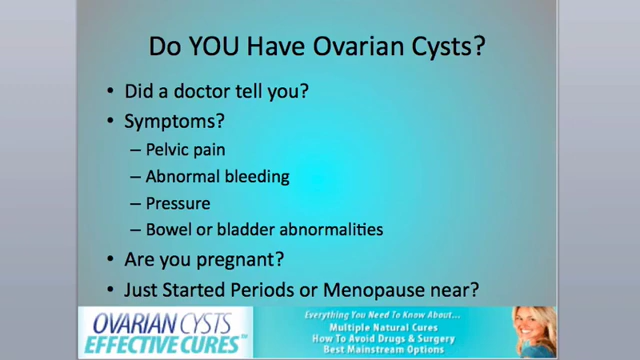 Do YOU Have Ovarian Cysts?
• Did a doctor tell you?
• Symptoms?
– Pelvic pain
– Abnormal bleeding
– Pressure
– Bowel or bladder abnormalities
• Are you pregnant?
• Just Started Periods or Menopause near?
OVARIAN CYSTS
EFFECTIVE CURES™
Everything You Need To Know About...
Multiple Natural Cures
How To Avoid Drugs & Surgery
Best Mainstream Options